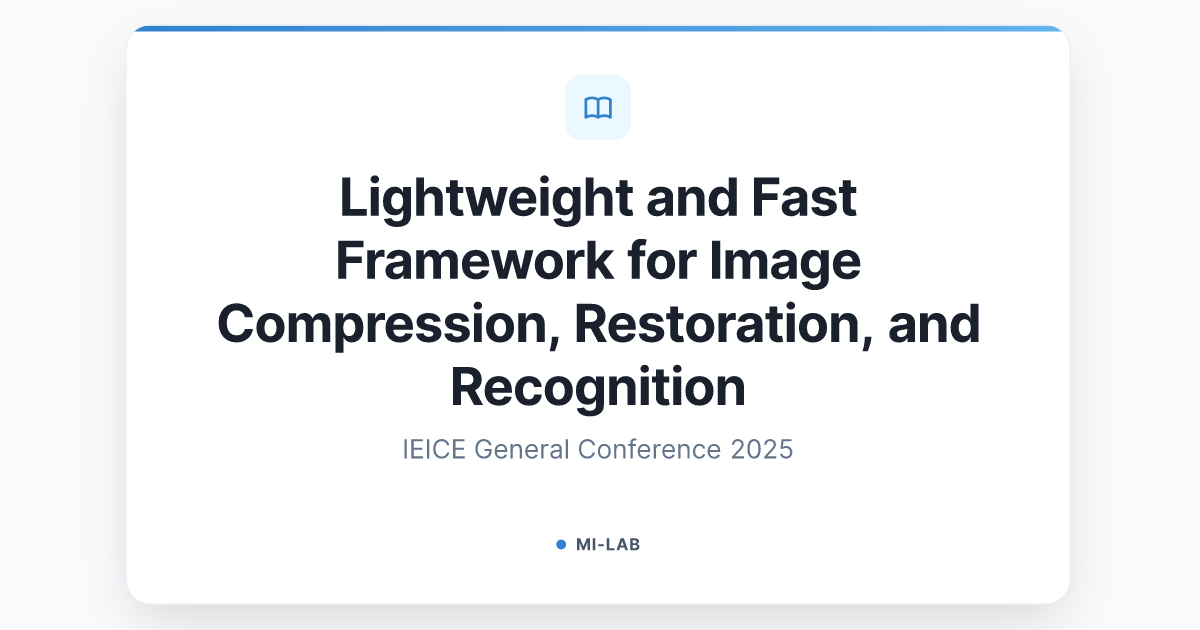 Lightweight and Fast
Framework for Image
Compression, Restoration, and
Recognition
IEICE General Conference 2025
MI-LAB